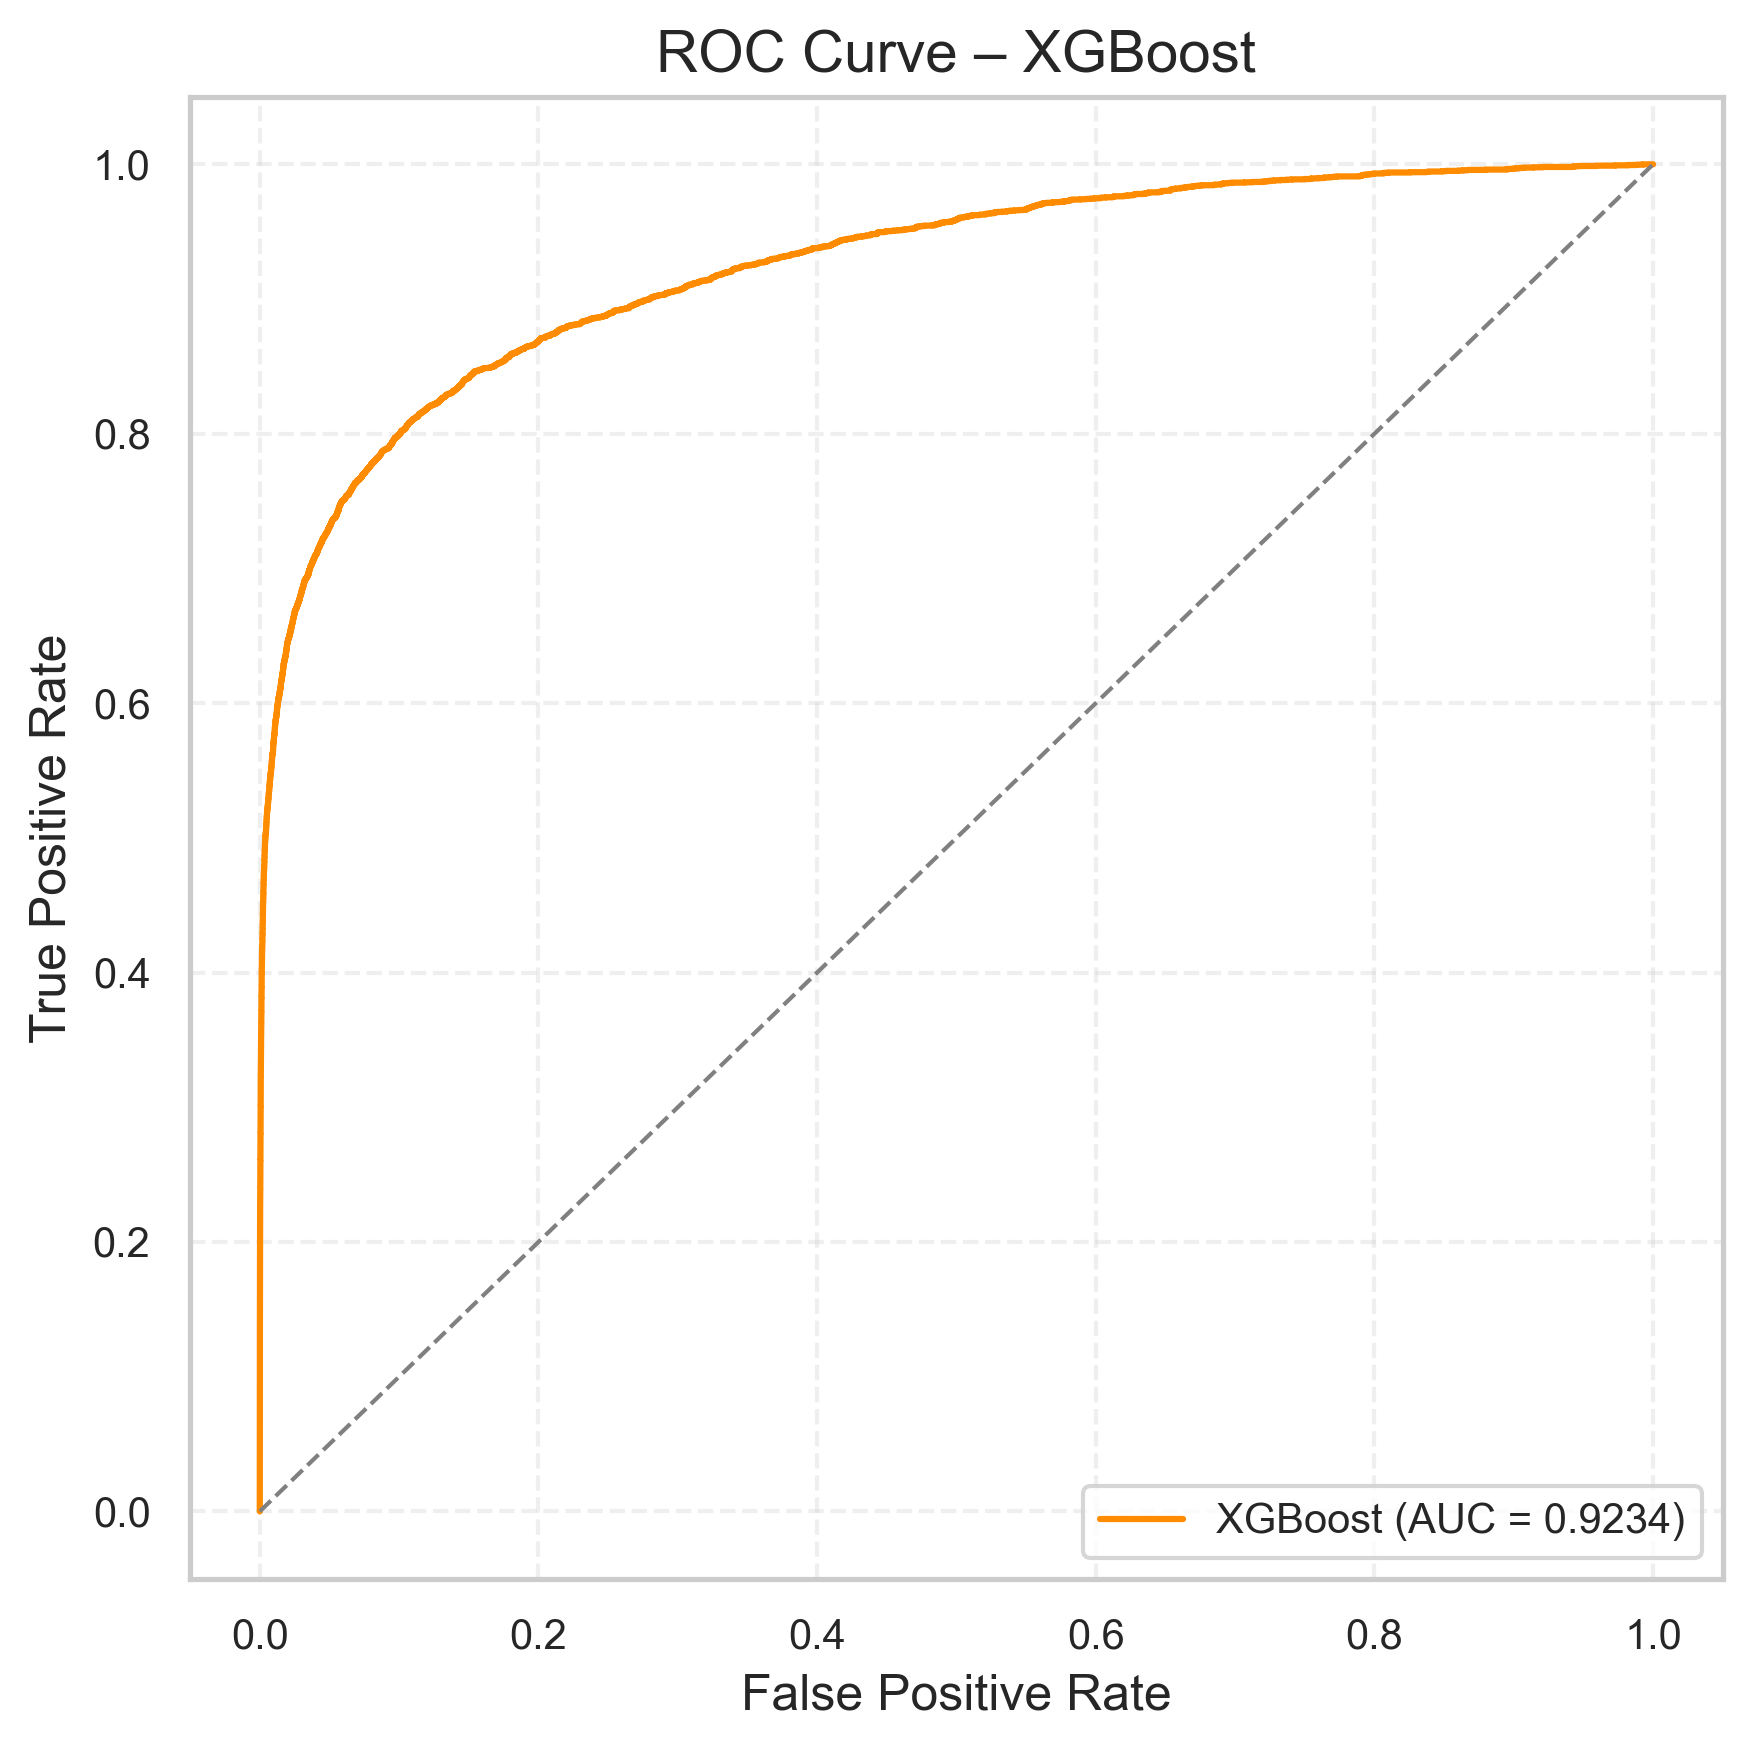 ROC Curve – XGBoost
1.0
0.8
0.6
0.4
0.2
0.0
True Positive Rate
XGBoost (AUC = 0.9234)
0.0 0.2 0.4 0.6 0.8 1.0
False Positive Rate